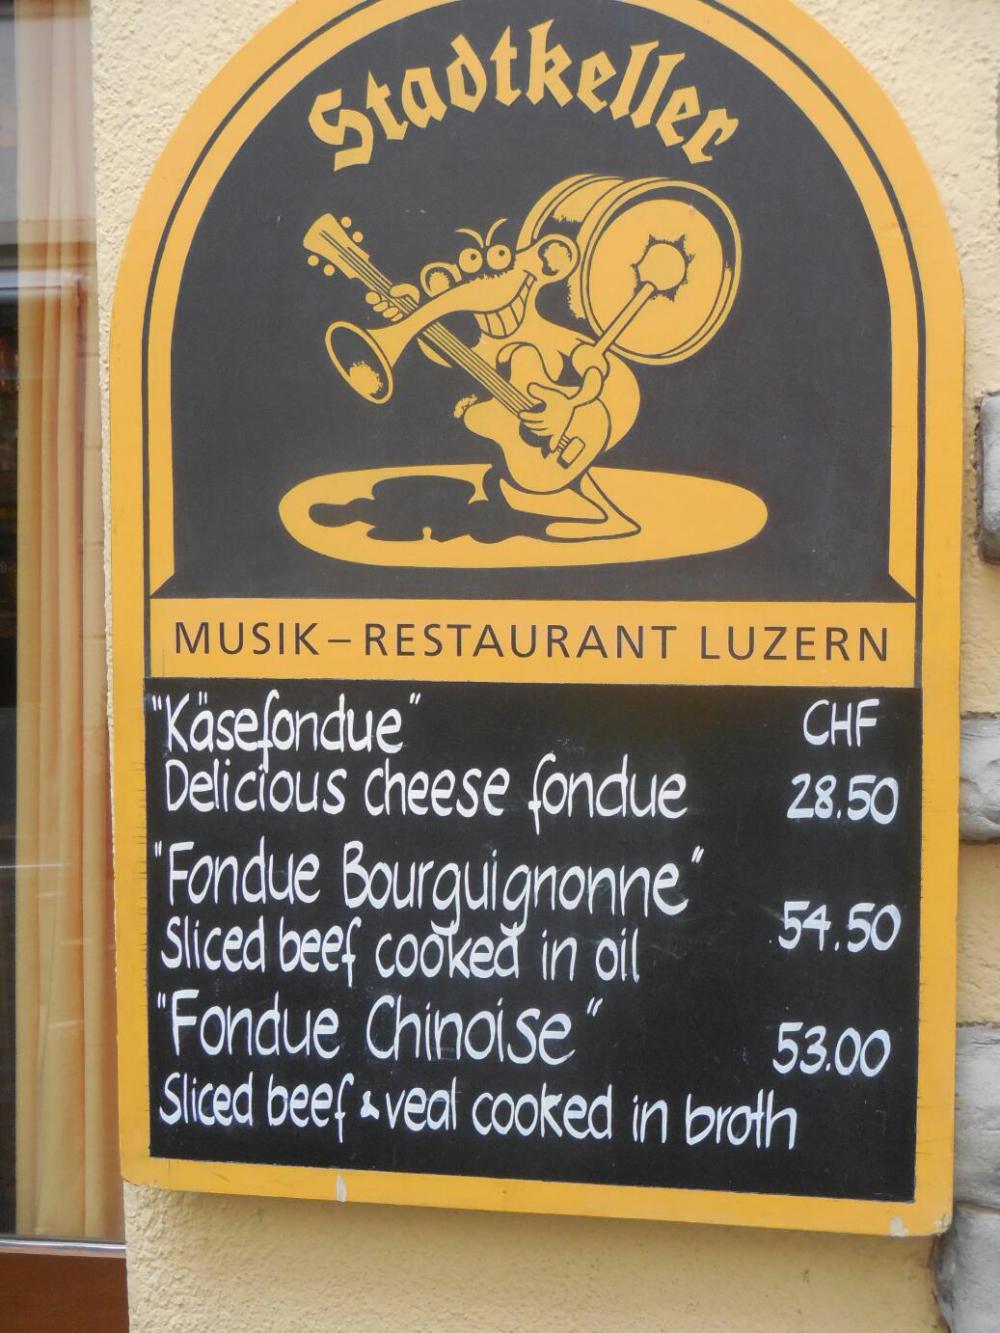 Stadtkeller
MUSIK – RESTAURANT LUZERN
"Käsefondue" CHF
Delicious cheese fondue 28.50
"Fondue Bourguignonne"
Sliced beef cooked in oil 54.50
"Fondue Chinoise" 53.00
Sliced beef & veal cooked in broth